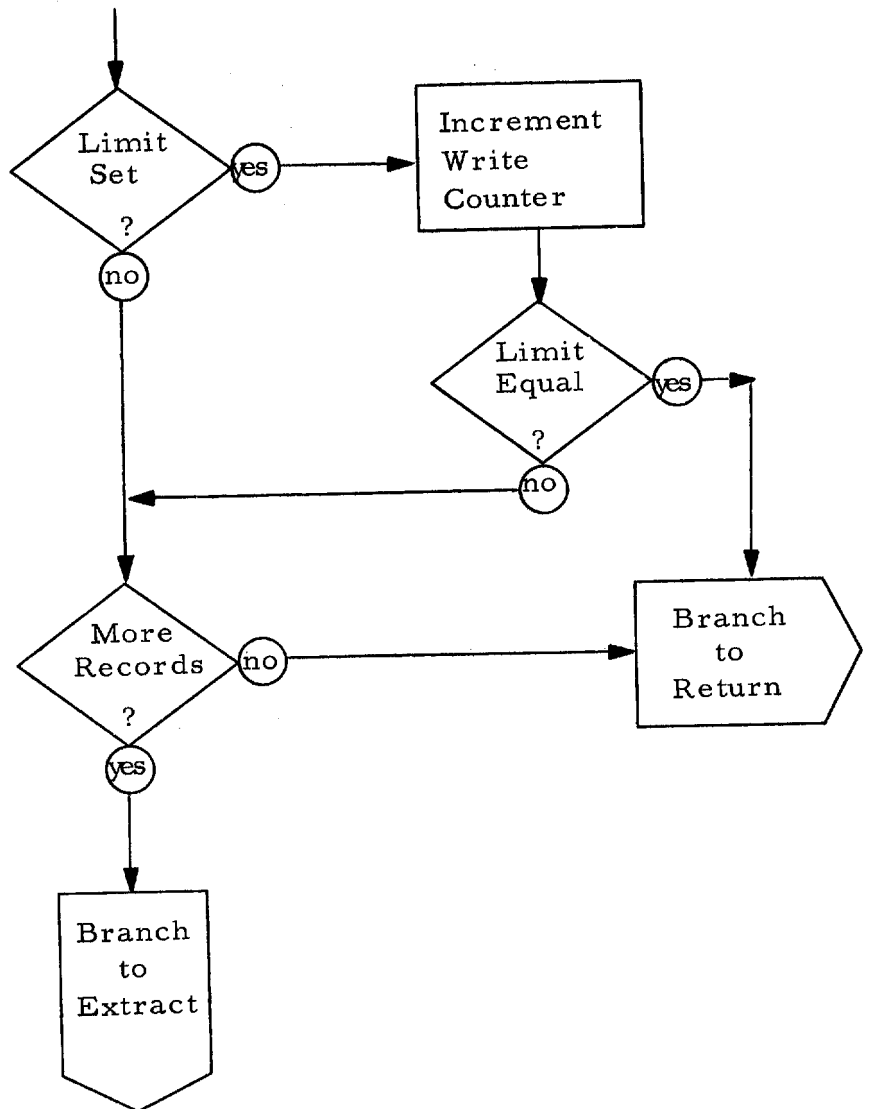 Limit
Set
?
yes
no
Increment
Write
Counter
Limit
Equal
?
yes
no
More
Records
?
no
yes
Branch
to
Return
Branch
to
Extract